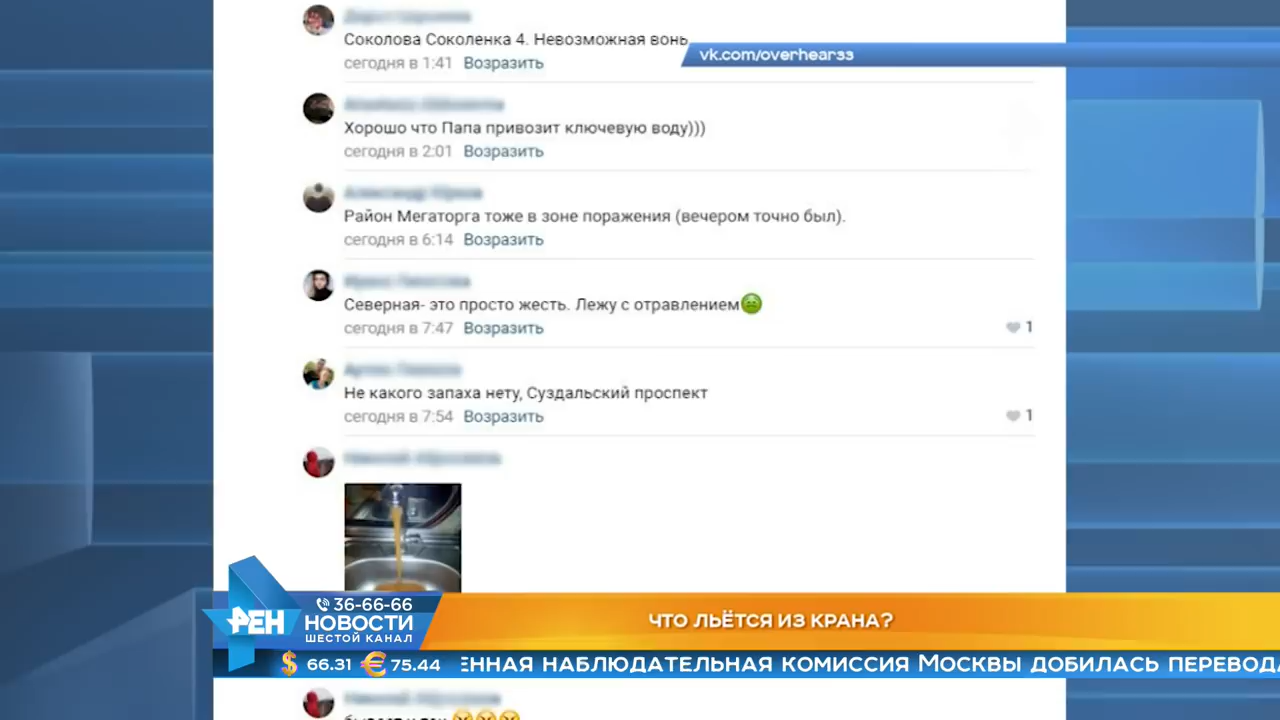 Соколова Соколенка 4. Невозможная вонь
vk.com/overhear33
сегодня в 1:41 Возразить
Хорошо что Папа привозит ключевую воду)))
сегодня в 2:01 Возразить
Район Мегаторга тоже в зоне поражения (вечером точно был).
сегодня в 6:14 Возразить
Северная- это просто жесть. Лежу с отравлением
сегодня в 7:47 Возразить
1
Не какого запаха нету, Суздальский проспект
сегодня в 7:54 Возразить
1
36-66-66
РЕН
НОВОСТИ
ШЕСТОЙ КАНАЛ
ЧТО ЛЬЁТСЯ ИЗ КРАНА?
$ 66.31 € 75.44 ЕННАЯ НАБЛЮДАТЕЛЬНАЯ КОМИССИЯ МОСКВЫ ДОБИЛАСЬ ПЕРЕВОДА